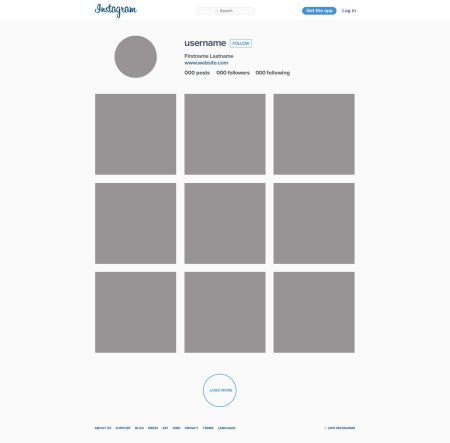 Instagram
Search
Get the app
Log in
username FOLLOW
Firstname Lastname
www.website.com
000 posts 000 followers 000 following
LOAD MORE
ABOUT US SUPPORT BLOG PRESS API JOBS PRIVACY TERMS LANGUAGE
INSTAGRAM